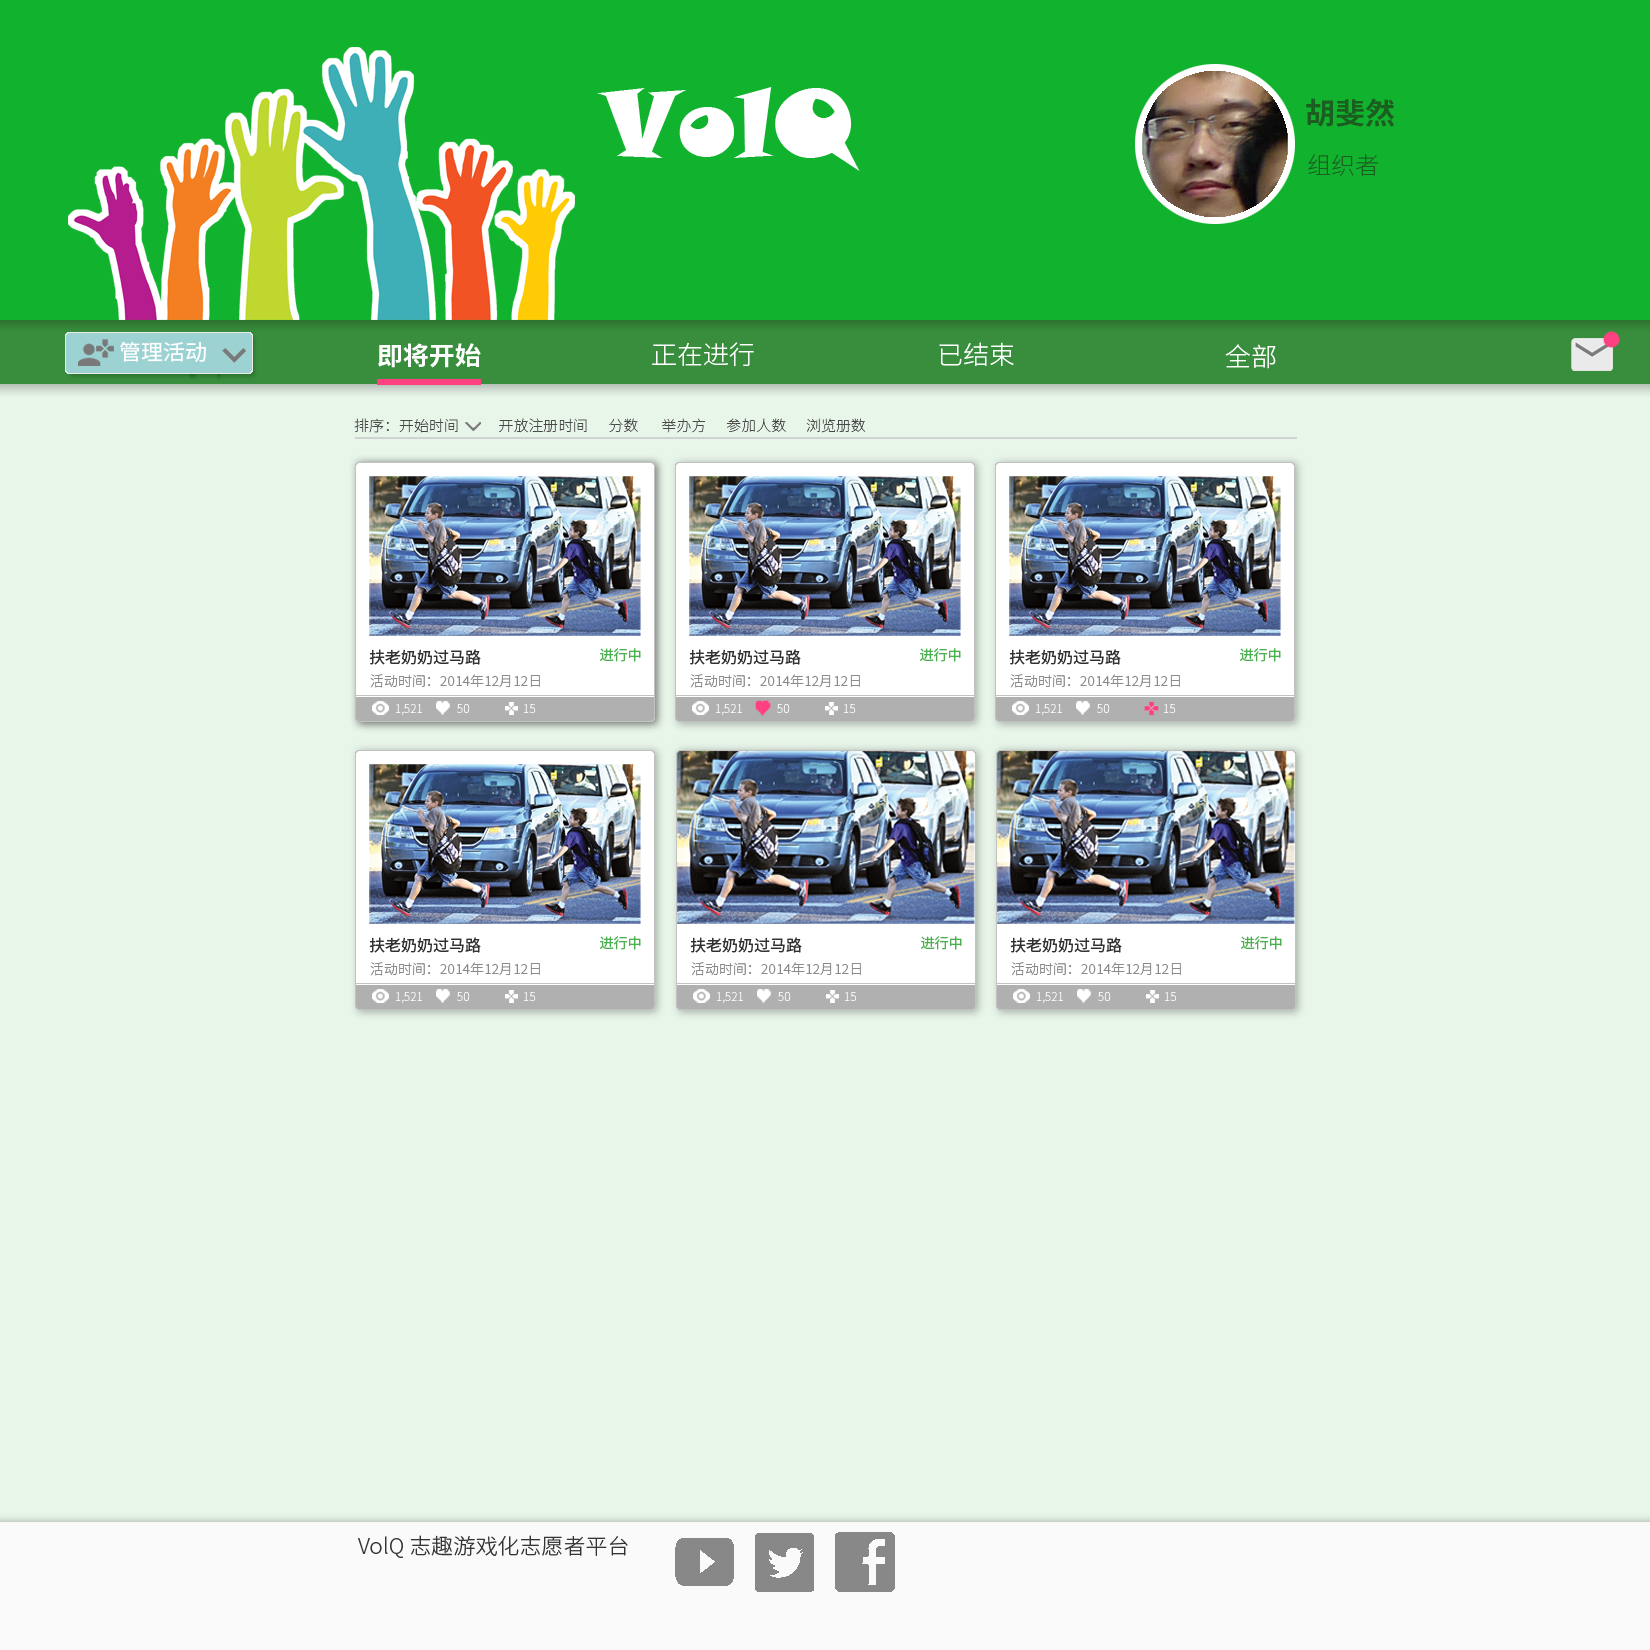 VolQ
胡斐然
组织者
管理活动
即将开始 正在进行 已结束 全部
排序：开始时间 开放注册时间 分数 举办方 参加人数 浏览册数
扶老奶奶过马路 进行中
活动时间：2014年12月12日
1,521 50 15
扶老奶奶过马路 进行中
活动时间：2014年12月12日
1,521 50 15
扶老奶奶过马路 进行中
活动时间：2014年12月12日
1,521 50 15
扶老奶奶过马路 进行中
活动时间：2014年12月12日
1,521 50 15
扶老奶奶过马路 进行中
活动时间：2014年12月12日
1,521 50 15
扶老奶奶过马路 进行中
活动时间：2014年12月12日
1,521 50 15
VolQ 志趣游戏化志愿者平台